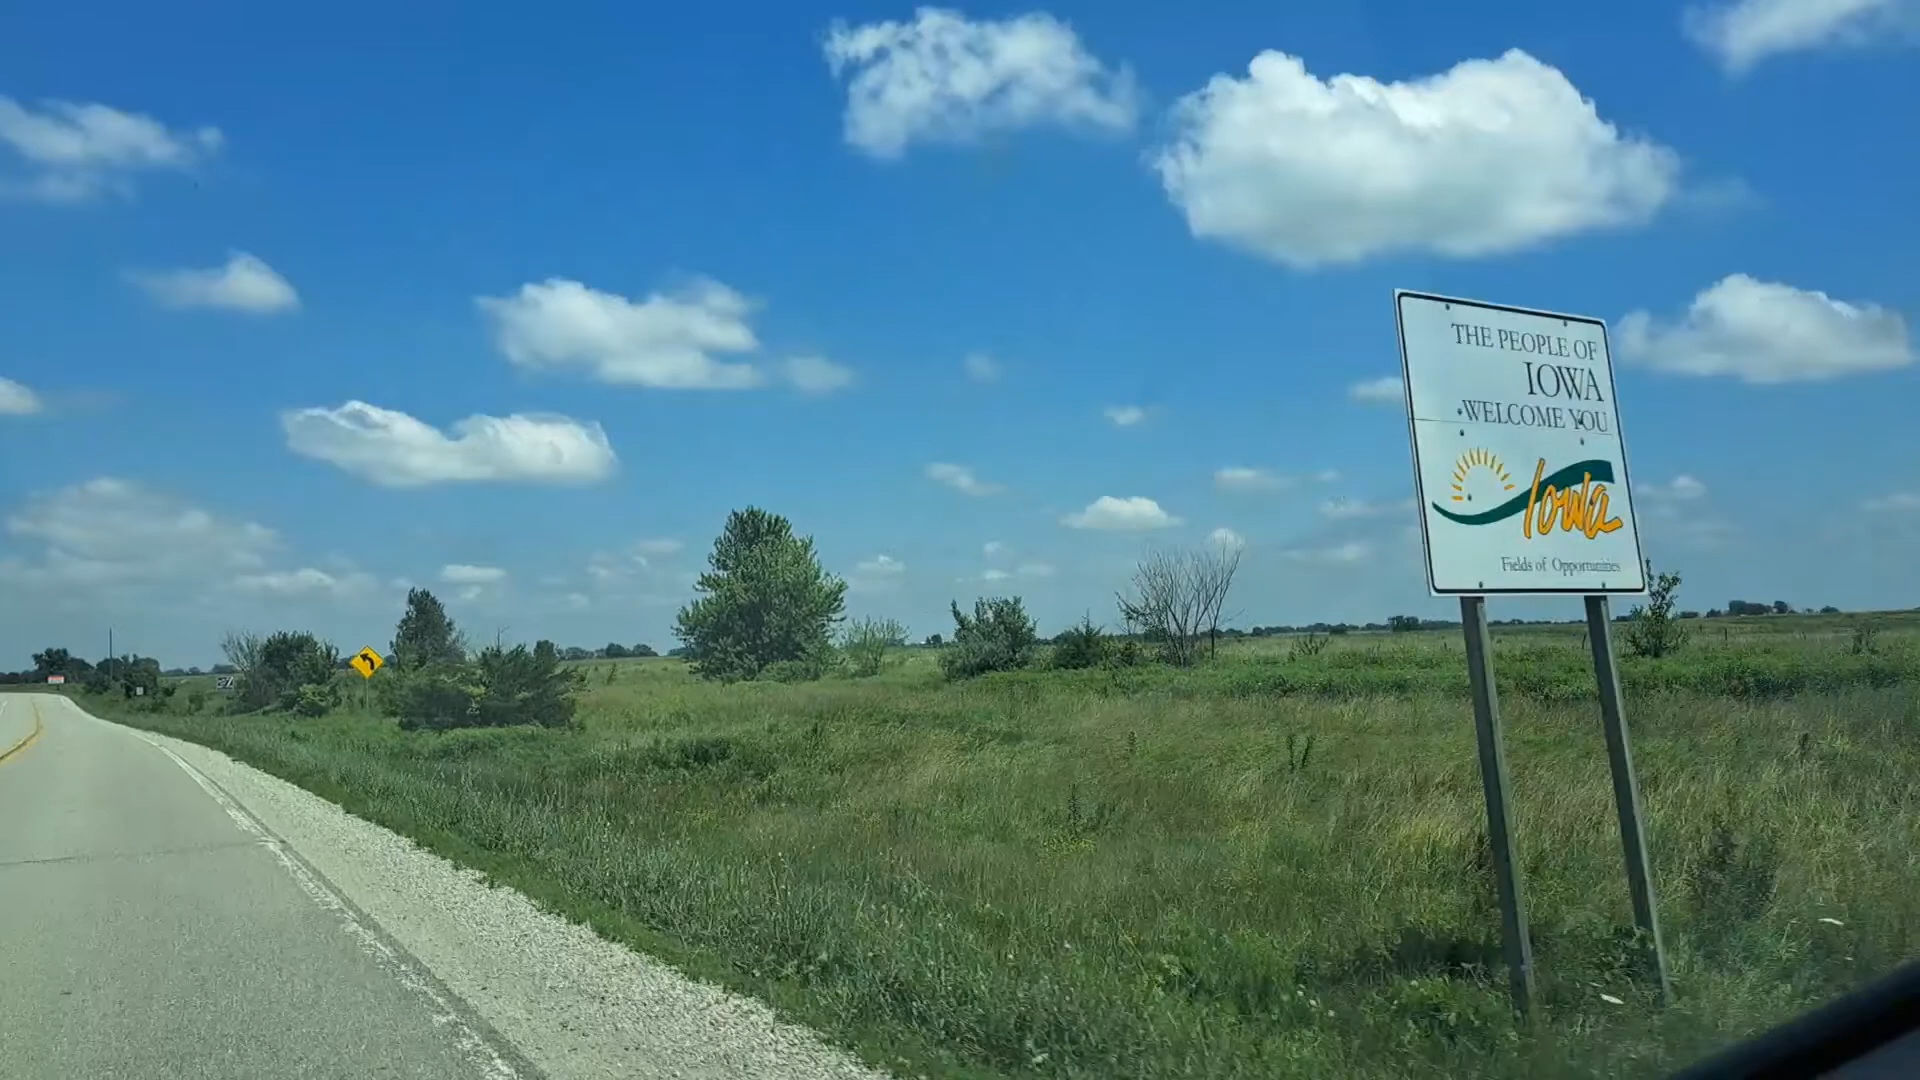 THE PEOPLE OF
IOWA
WELCOME YOU
Iowa
Fields of Opportunities